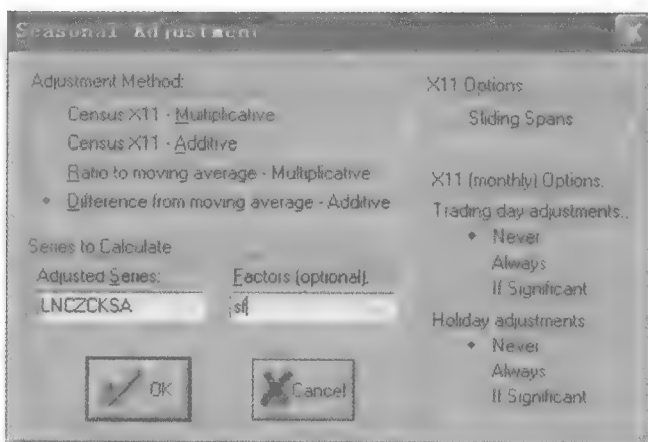 Seasonal Adjustment
Adjustment Method:
Census X11 - Multiplicative
Census X11 - Additive
Ratio to moving average - Multiplicative
Difference from moving average - Additive
Series to Calculate
Adjusted Series:
Factors (optional):
LNCZCKSA
sf
OK
Cancel
X11 Options
Sliding Spans
X11 (monthly) Options.
Trading day adjustments..
Never
Always
If Significant
Holiday adjustments
Never
Always
If Significant